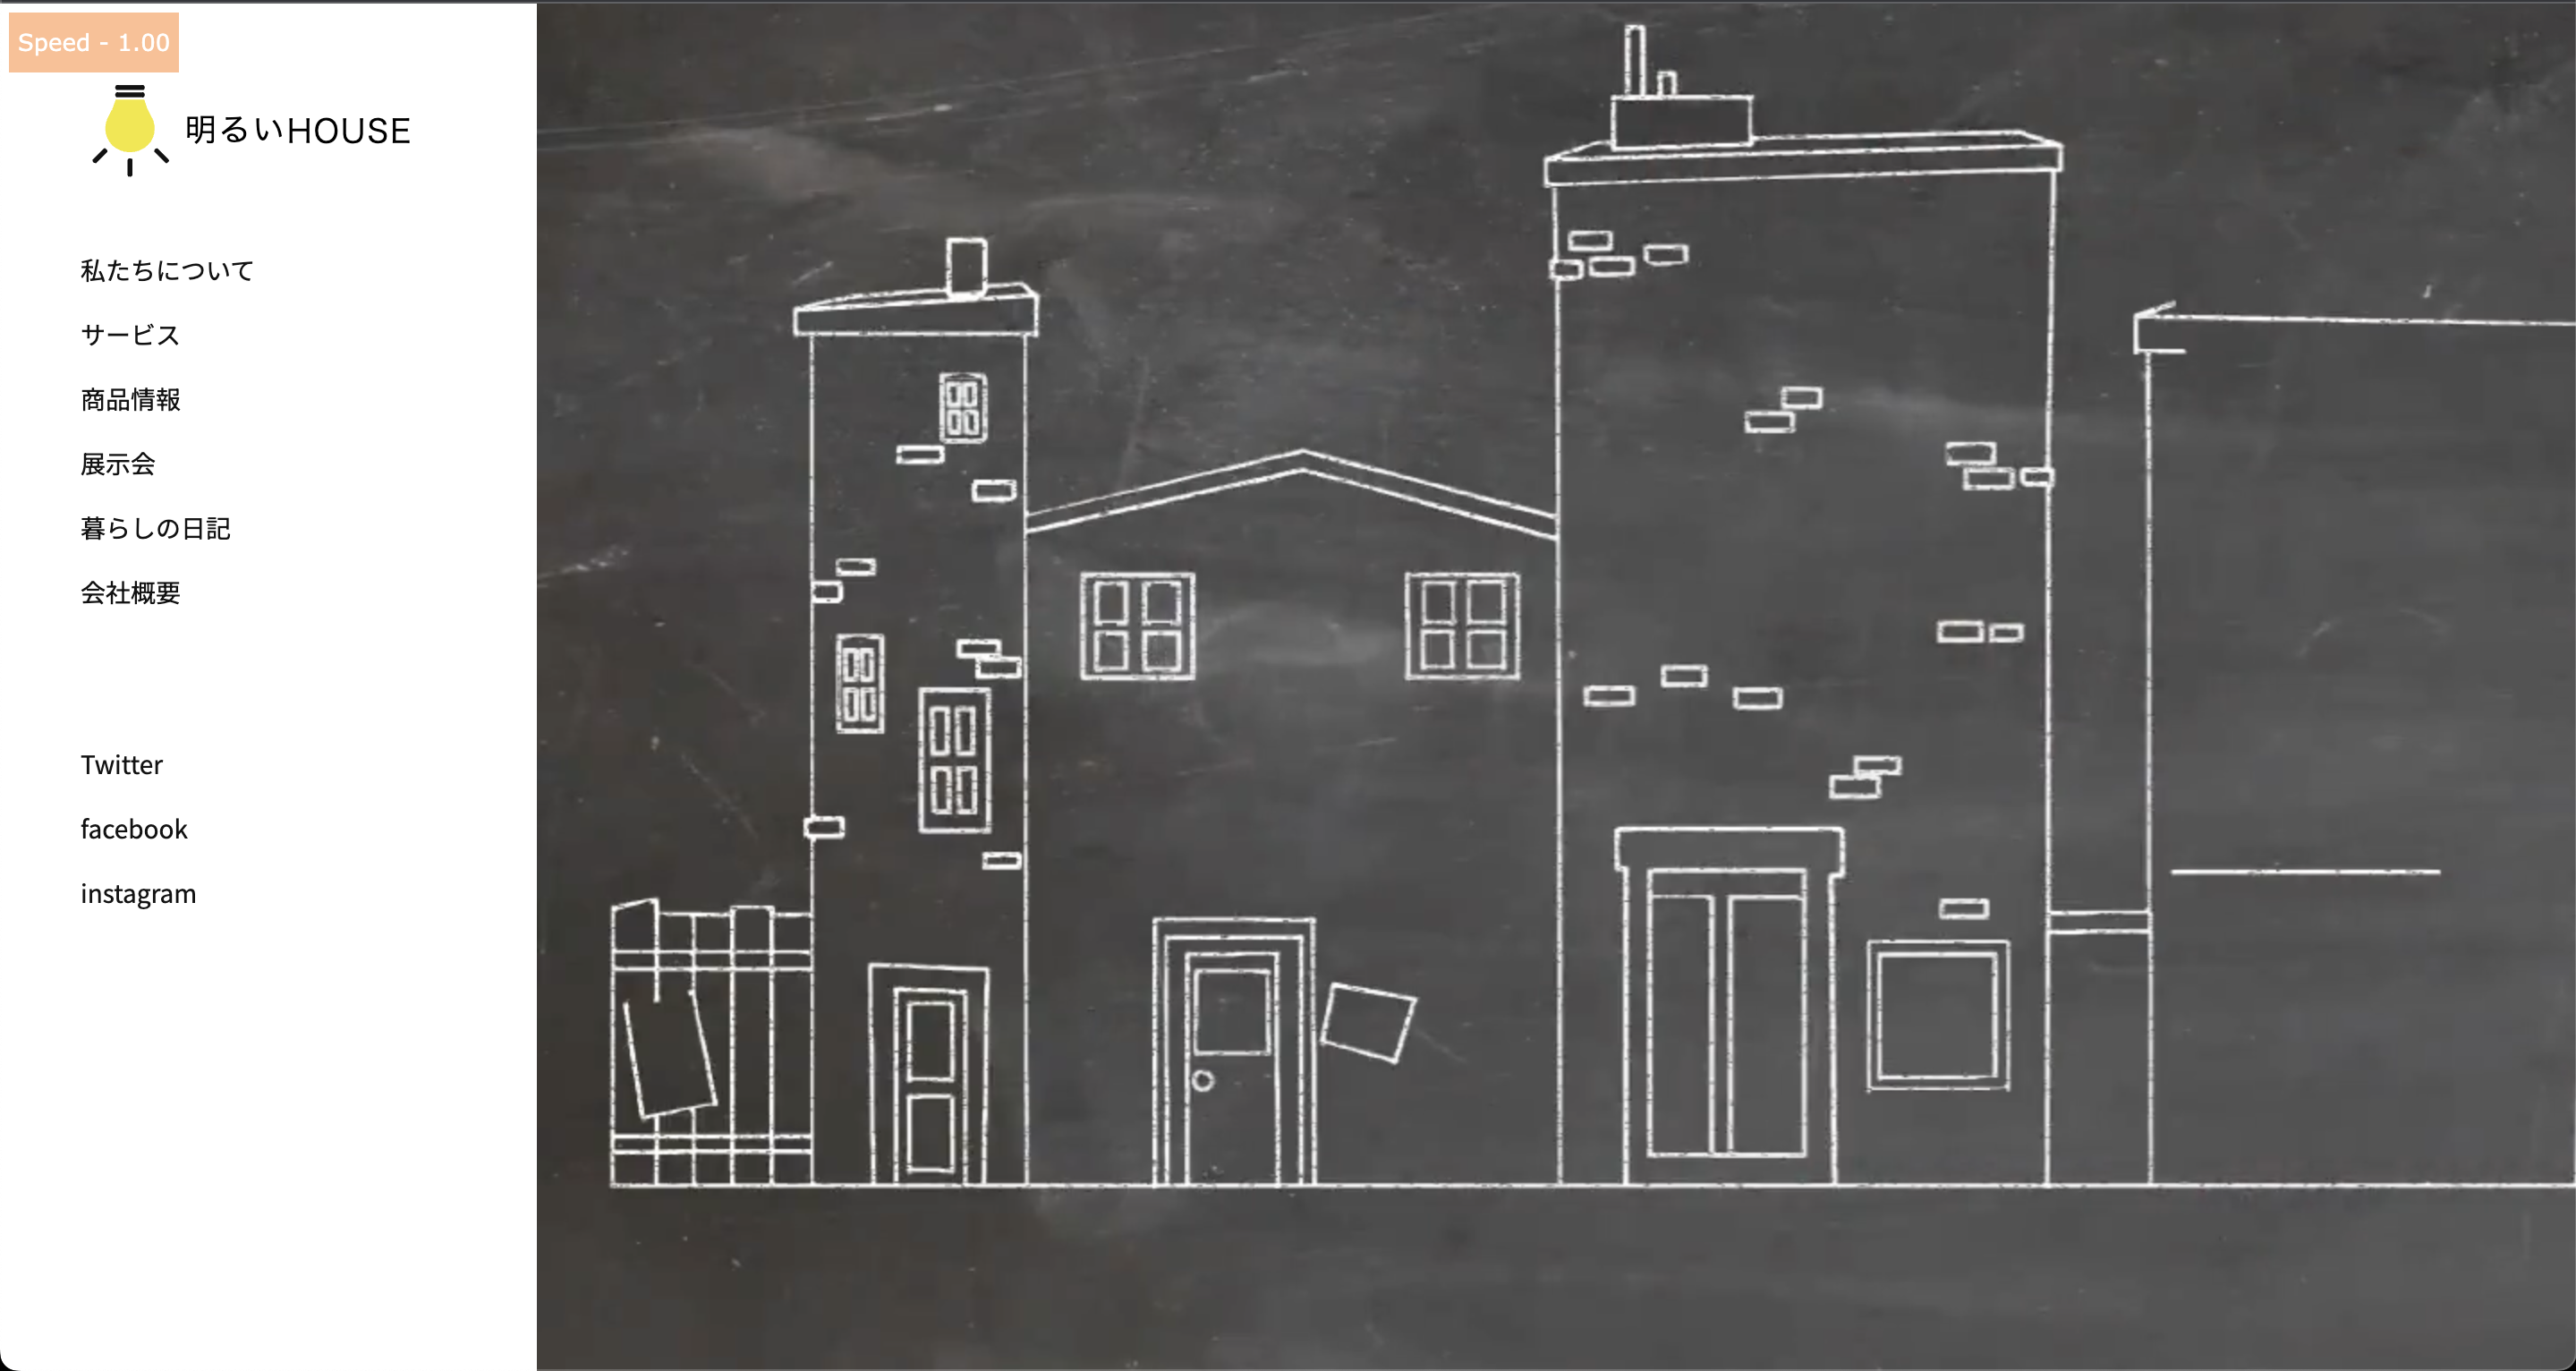 Speed - 1.00
明るいHOUSE
私たちについて
サービス
商品情報
展示会
暮らしの日記
会社概要
Twitter
facebook
instagram